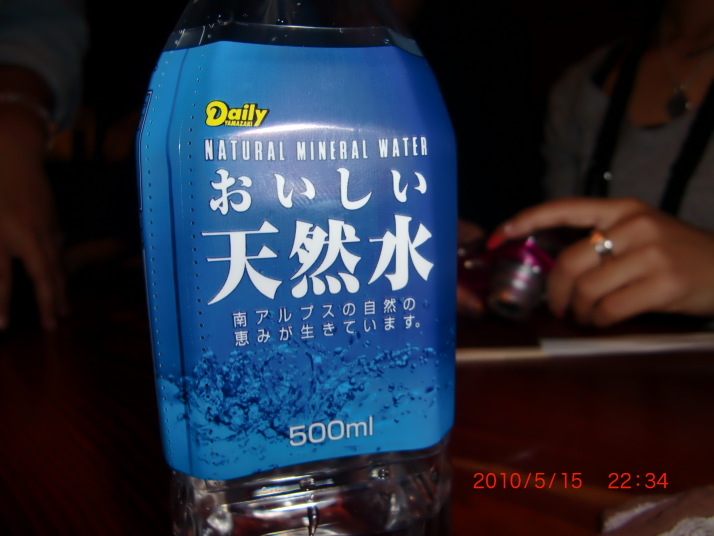 Daily
YAMAZAKI
NATURAL MINERAL WATER
おいしい
天然水
南アルプスの自然の
恵みが生きています。
500ml
2010/5/15 22:34